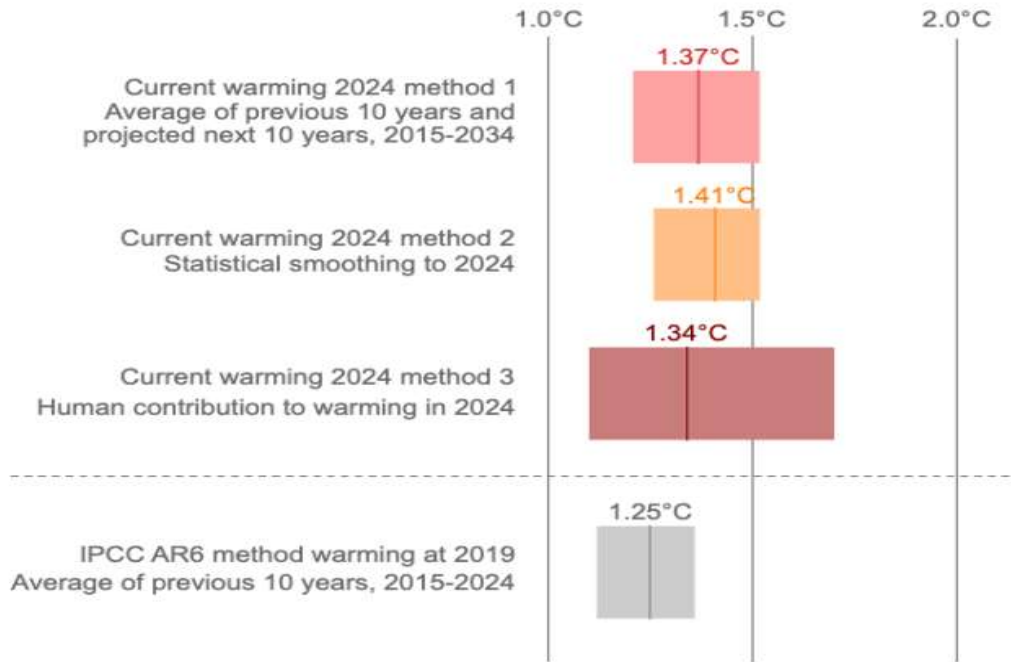 1.0°C 1.5°C 2.0°C
1.37°C
Current warming 2024 method 1
Average of previous 10 years and
projected next 10 years, 2015-2034
1.41°C
Current warming 2024 method 2
Statistical smoothing to 2024
1.34°C
Current warming 2024 method 3
Human contribution to warming in 2024
1.25°C
IPCC AR6 method warming at 2019
Average of previous 10 years, 2015-2024